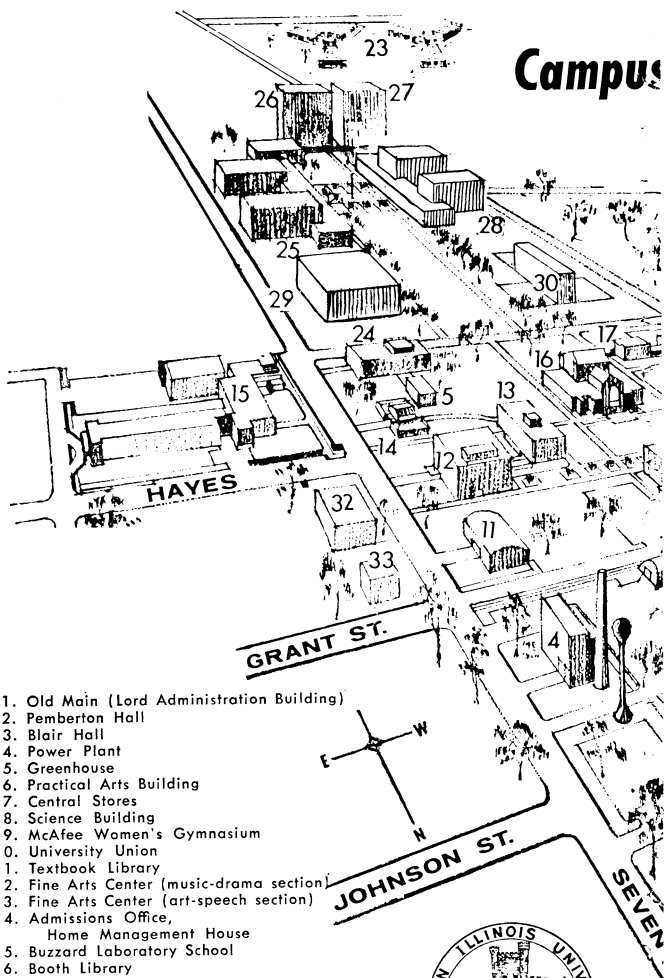 Campus
23
26
27
28
25
30
29
24
17
16
15
5
13
14
12
HAYES
32
11
33
4
GRANT ST.
1. Old Main (Lord Administration Building)
2. Pemberton Hall
3. Blair Hall
4. Power Plant
5. Greenhouse
6. Practical Arts Building
7. Central Stores
8. Science Building
9. McAfee Women's Gymnasium
0. University Union
1. Textbook Library
2. Fine Arts Center (music-drama section)
3. Fine Arts Center (art-speech section)
4. Admissions Office,
Home Management House
5. Buzzard Laboratory School
6. Booth Library
E
W
N
JOHNSON ST.
SEVEN
N ILLINOIS UNIV